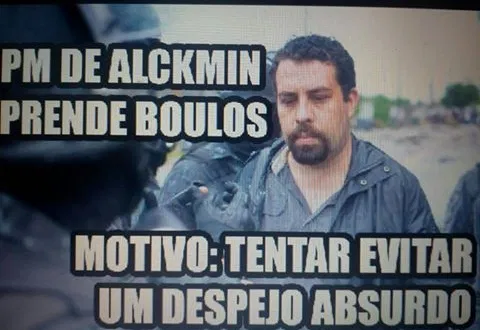 PM DE ALCKMIN
PRENDE BOULOS
MOTIVO: TENTAR EVITAR
UM DESPEJO ABSURDO